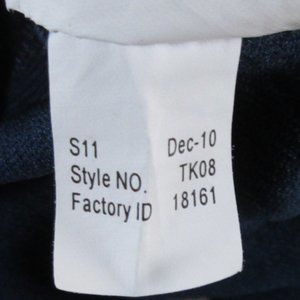 S11 Dec-10
Style NO. TK08
Factory ID 18161